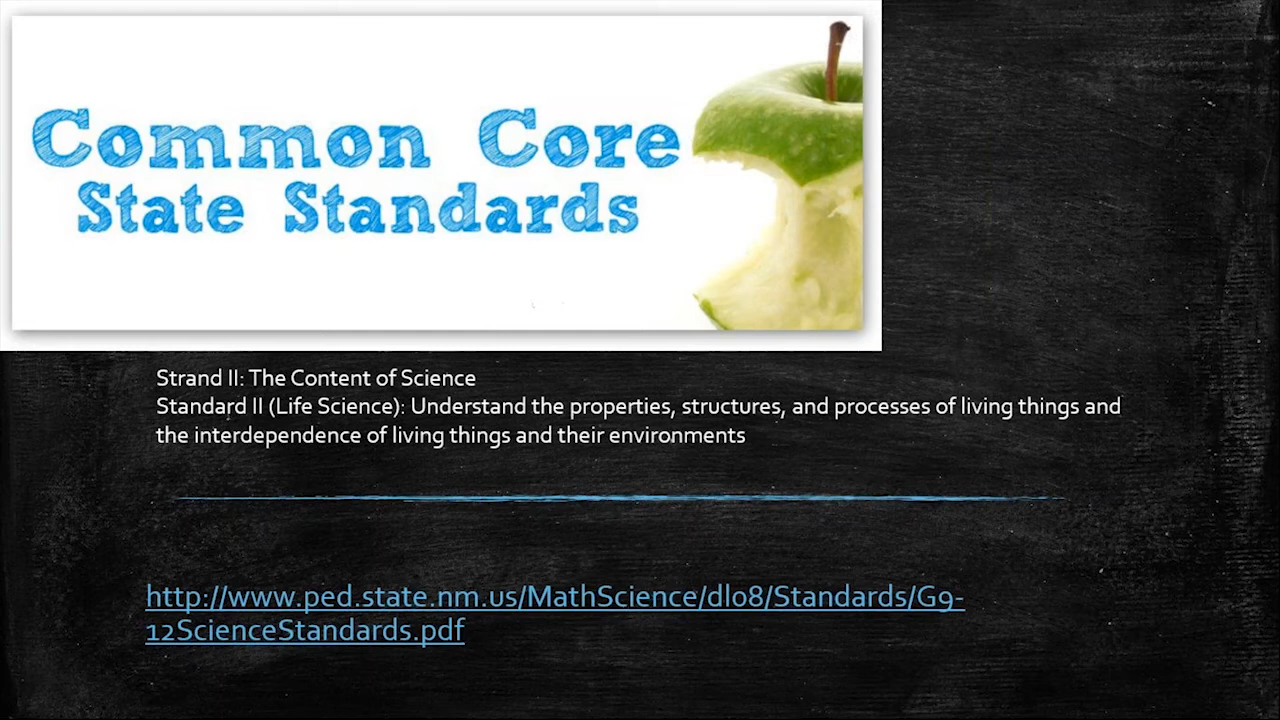 Common Core
State Standards
Strand II: The Content of Science
Standard II (Life Science): Understand the properties, structures, and processes of living things and
the interdependence of living things and their environments
http://www.ped.state.nm.us/MathScience/dl08/Standards/G9-
12ScienceStandards.pdf